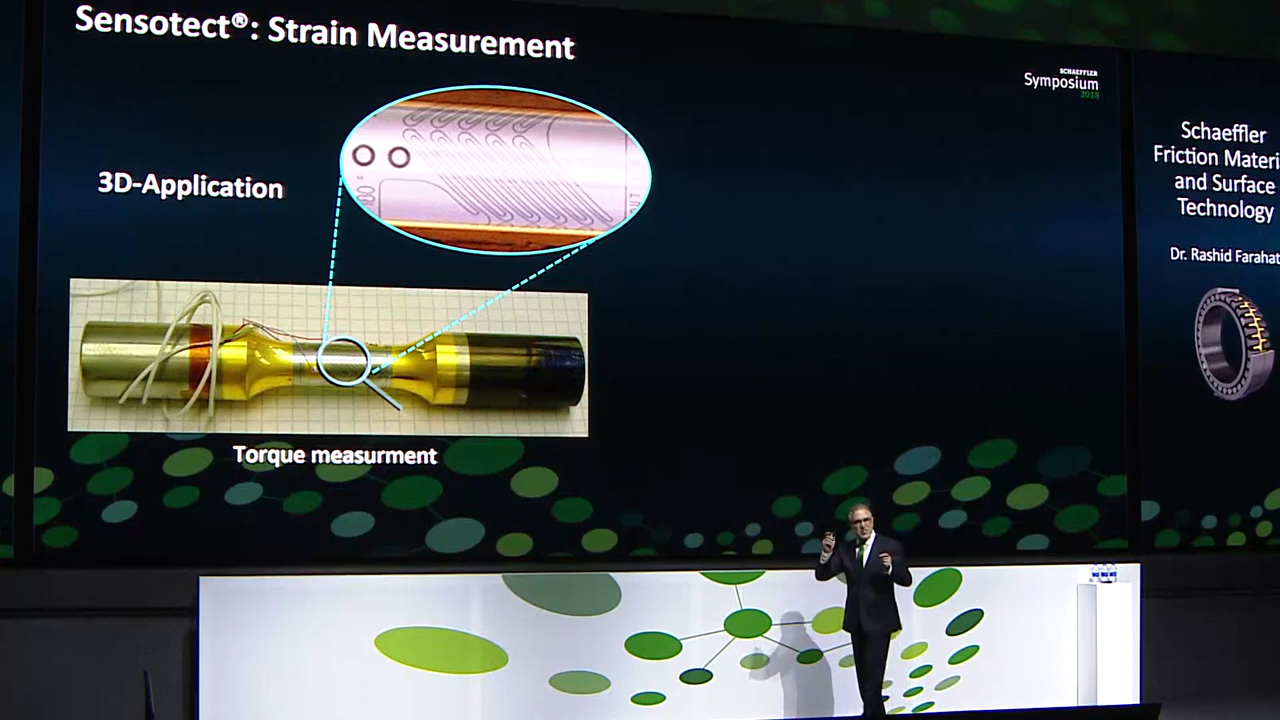 Sensotect®: Strain Measurement
SCHAEFFLER
Symposium
2018
3D-Application
100
Torque measurment
Schaeffler
Friction Materi
and Surface
Technology
Dr. Rashid Farahat